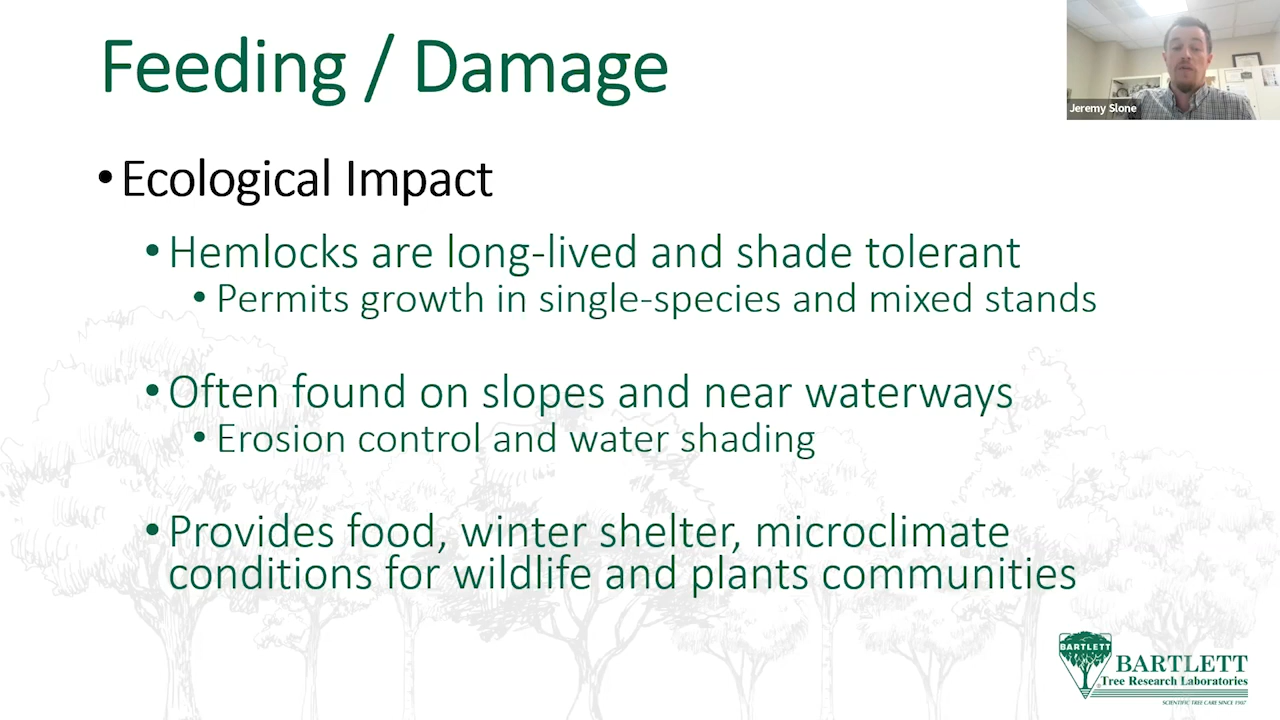 Feeding / Damage
Jeremy Slone
• Ecological Impact
• Hemlocks are long-lived and shade tolerant
• Permits growth in single-species and mixed stands
• Often found on slopes and near waterways
• Erosion control and water shading
• Provides food, winter shelter, microclimate
conditions for wildlife and plants communities
BARTLETT
BARTLETT
Tree Research Laboratories
SCIENTIFIC TREE CARE SINCE 1907